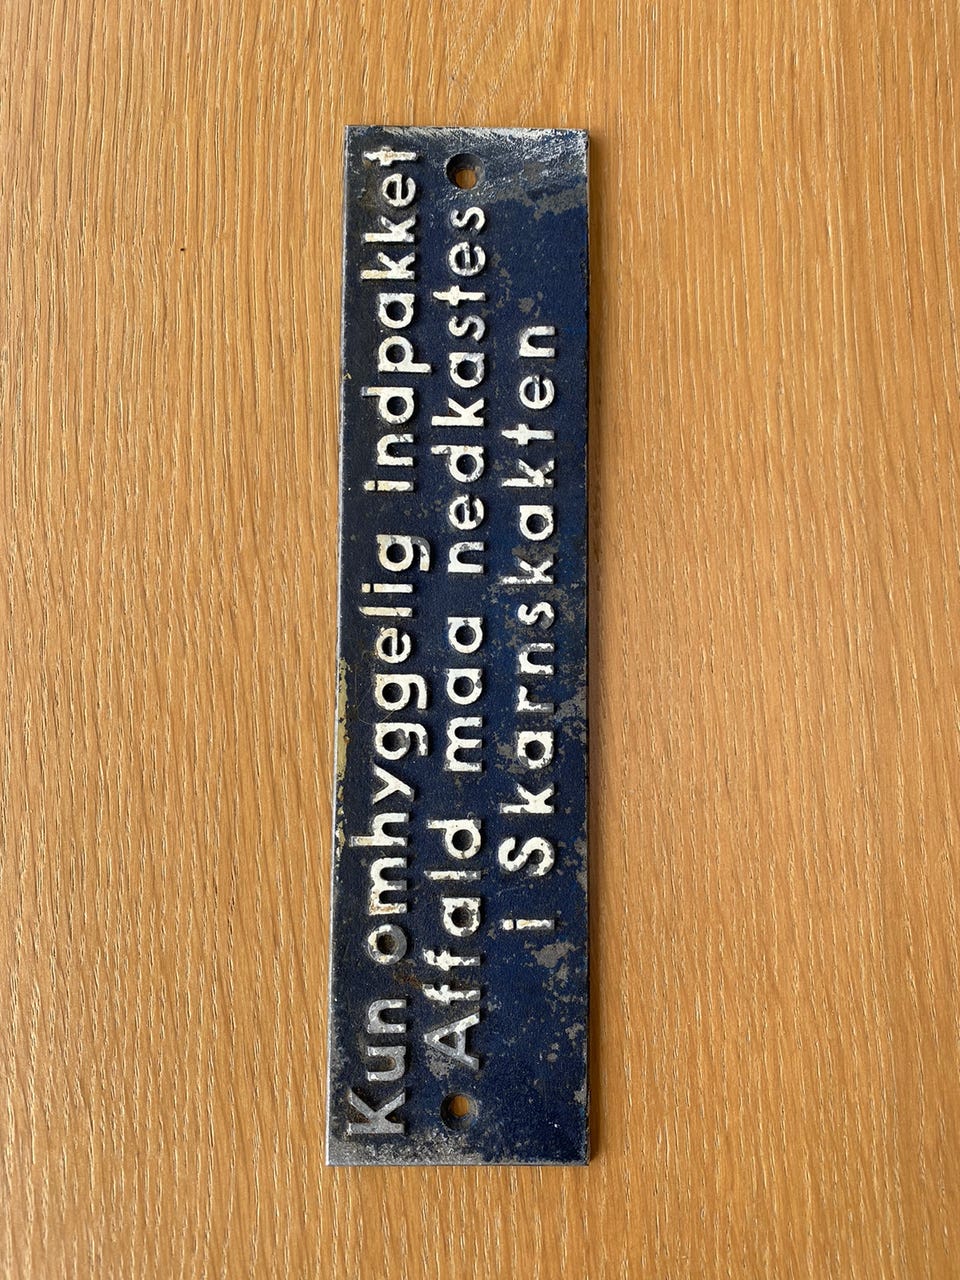 Kun omhyggelig indpakket
Affald maa nedkastes
i Skarnskakten